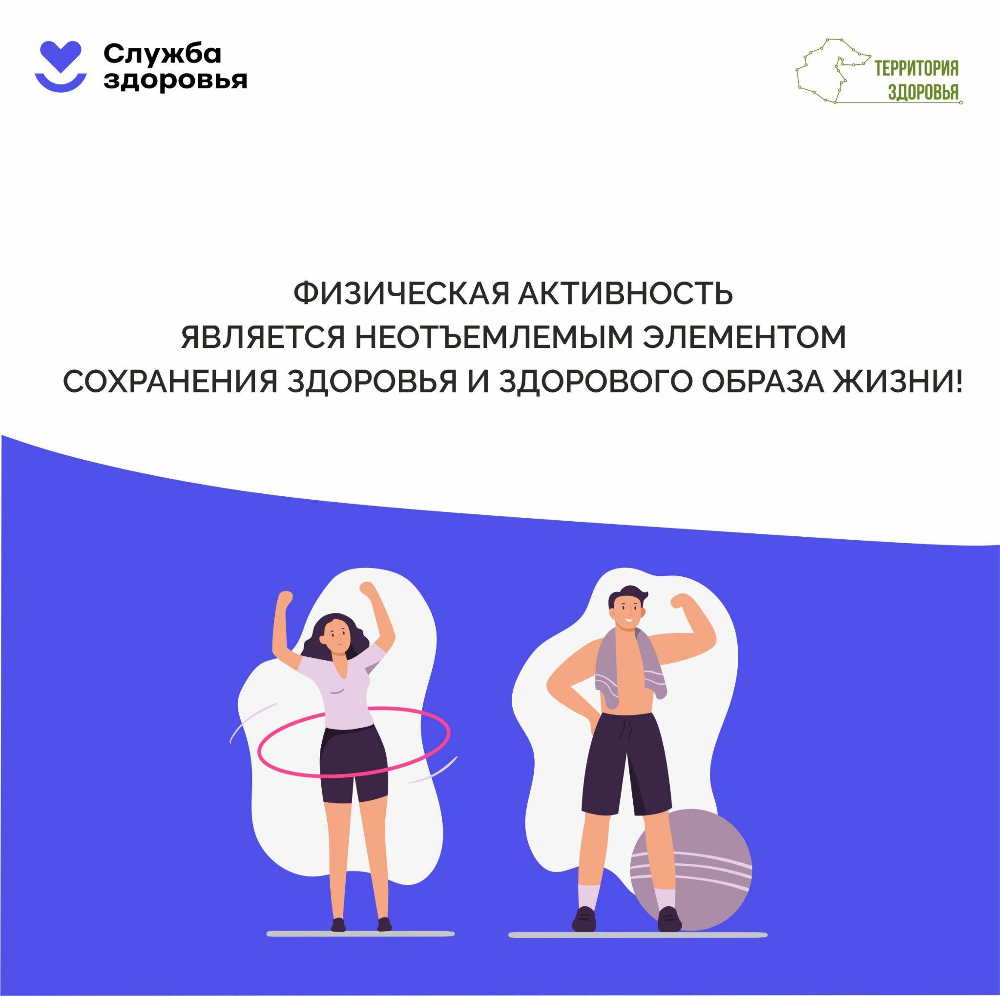 Служба
здоровья
ТЕРРИТОРИЯ
ЗДОРОВЬЯ
ФИЗИЧЕСКАЯ АКТИВНОСТЬ
ЯВЛЯЕТСЯ НЕОТЪЕМЛЕМЫМ ЭЛЕМЕНТОМ
СОХРАНЕНИЯ ЗДОРОВЬЯ И ЗДОРОВОГО ОБРАЗА ЖИЗНИ!